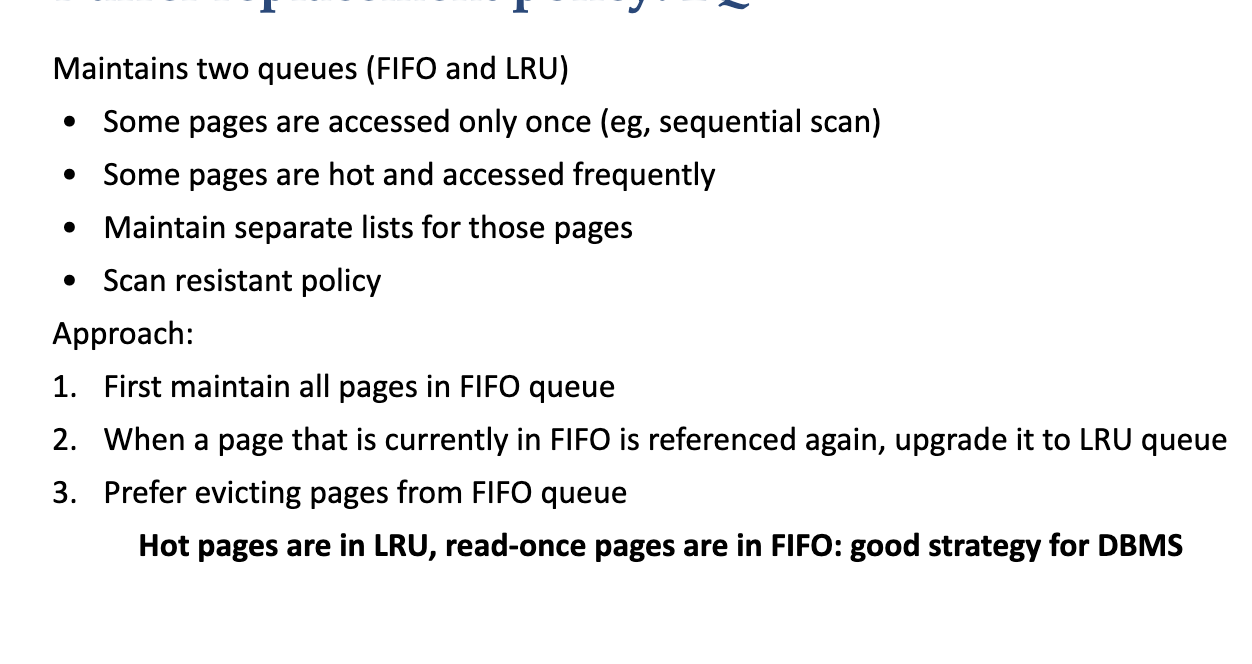 Maintains two queues (FIFO and LRU)
• Some pages are accessed only once (eg, sequential scan)
• Some pages are hot and accessed frequently
• Maintain separate lists for those pages
• Scan resistant policy
Approach:
1. First maintain all pages in FIFO queue
2. When a page that is currently in FIFO is referenced again, upgrade it to LRU queue
3. Prefer evicting pages from FIFO queue
Hot pages are in LRU, read-once pages are in FIFO: good strategy for DBMS